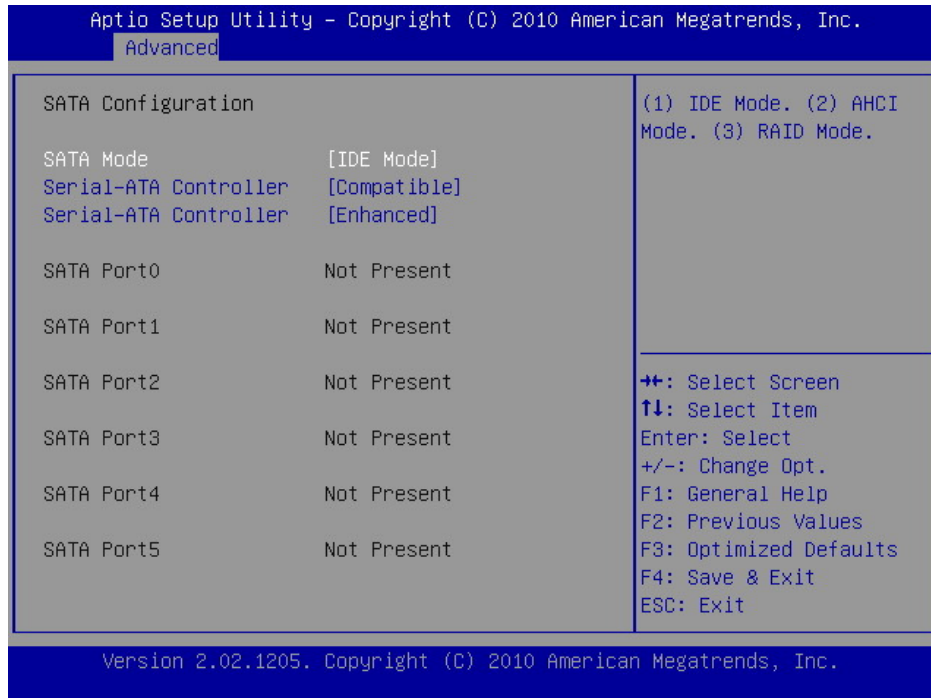 Aptio Setup Utility – Copyright (C) 2010 American Megatrends, Inc.
Advanced
SATA Configuration
SATA Mode [IDE Mode]
Serial-ATA Controller [Compatible]
Serial-ATA Controller [Enhanced]
SATA Port0 Not Present
SATA Port1 Not Present
SATA Port2 Not Present
SATA Port3 Not Present
SATA Port4 Not Present
SATA Port5 Not Present
(1) IDE Mode. (2) AHCI
Mode. (3) RAID Mode.
→←: Select Screen
↑↓: Select Item
Enter: Select
+/-: Change Opt.
F1: General Help
F2: Previous Values
F3: Optimized Defaults
F4: Save & Exit
ESC: Exit
Version 2.02.1205. Copyright (C) 2010 American Megatrends, Inc.